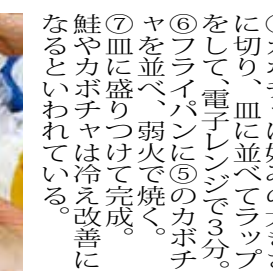 に切り、皿に並べてラップ
をして、電子レンジで３分。
⑥フライパンに⑤のカボチ
ャを並べ、弱火で焼く。
⑦皿に盛りつけて完成。
鮭やカボチャは冷え改善に
なるといわれている。